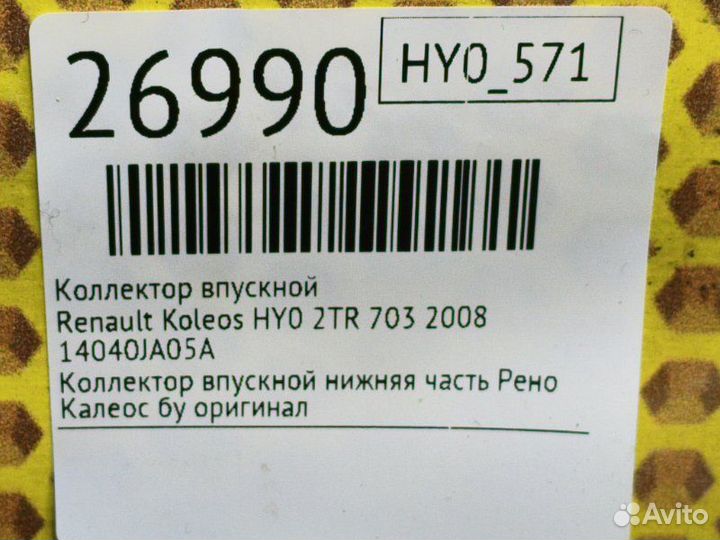 26990
HY0_571
Коллектор впускной
Renault Koleos HY0 2TR 703 2008
14040JA05A
Коллектор впускной нижняя часть Рено
Калеос бу оригинал
Avito